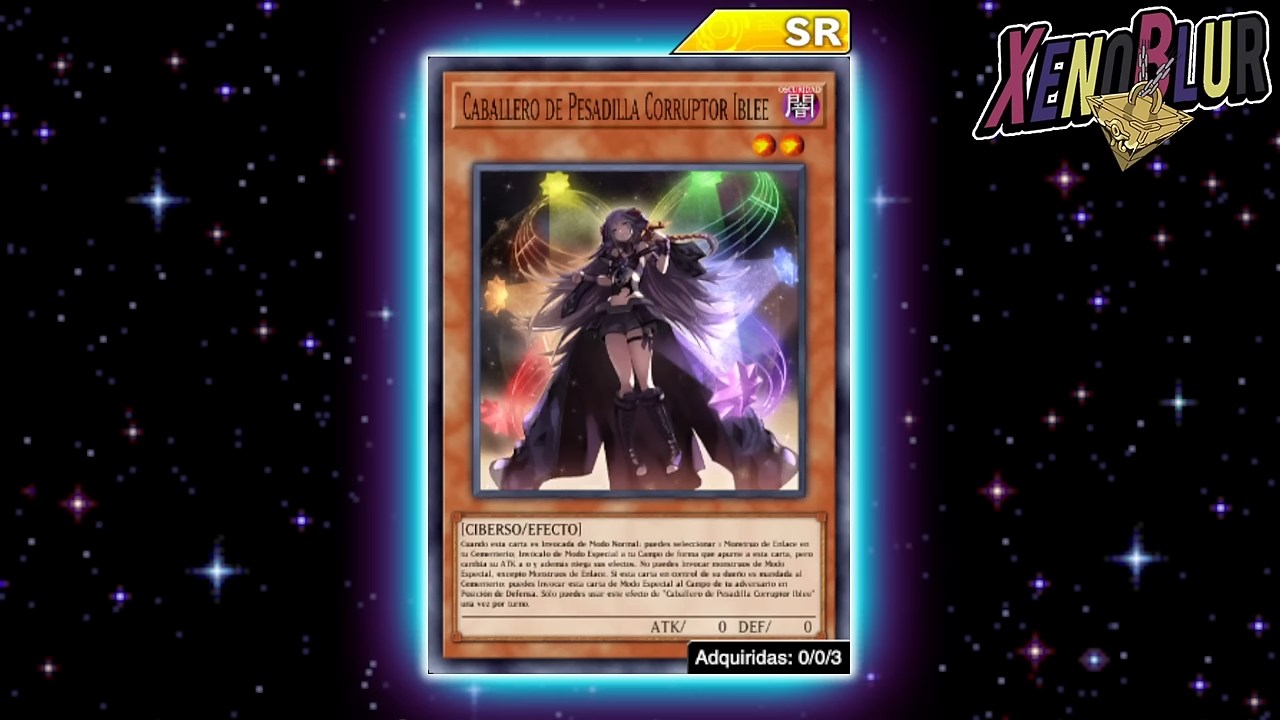 SR
XENOBLUR
CABALLERO DE PESADILLA CORRUPTOR IBLEE
OSCURIDAD
闇
[CIBERSO/EFECTO]
Cuando esta carta es Invocada de Modo Normal: puedes seleccionar 1 Monstruo de Enlace en
tu Cementerio; Invócalo de Modo Especial a tu Campo de forma que apunte a esta carta, pero
cambia su ATK a 0 y además niega sus efectos. No puedes Invocar monstruos de Modo
Especial, excepto Monstruos de Enlace. Si esta carta en control de su dueño es mandada al
Cementerio: puedes Invocar esta carta de Modo Especial al Campo de tu adversario en
Posición de Defensa. Sólo puedes usar este efecto de "Caballero de Pesadilla Corruptor Iblee"
una vez por turno.
ATK/ 0 DEF/ 0
Adquiridas: 0/0/3